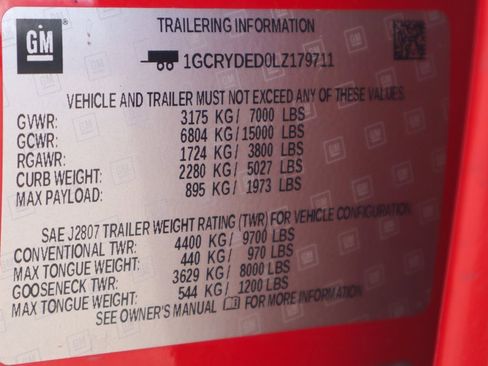 TRAILERING INFORMATION
GM
1GCRYDED0LZ179711
VEHICLE AND TRAILER MUST NOT EXCEED ANY OF THESE VALUES
GVWR: 3175 KG/ 7000 LBS
GCWR: 6804 KG/15000 LBS
RGAWR: 1724 KG/ 3800 LBS
CURB WEIGHT: 2280 KG/ 5027 LBS
MAX PAYLOAD: 895 KG/ 1973 LBS
SAE J2807 TRAILER WEIGHT RATING (TWR) FOR VEHICLE CONFIGURATION
CONVENTIONAL TWR: 4400 KG/ 9700 LBS
MAX TONGUE WEIGHT: 440 KG/ 970 LBS
GOOSENECK TWR: 3629 KG/ 8000 LBS
MAX TONGUE WEIGHT: 544 KG/ 1200 LBS
SEE OWNER'S MANUAL FOR MORE INFORMATION